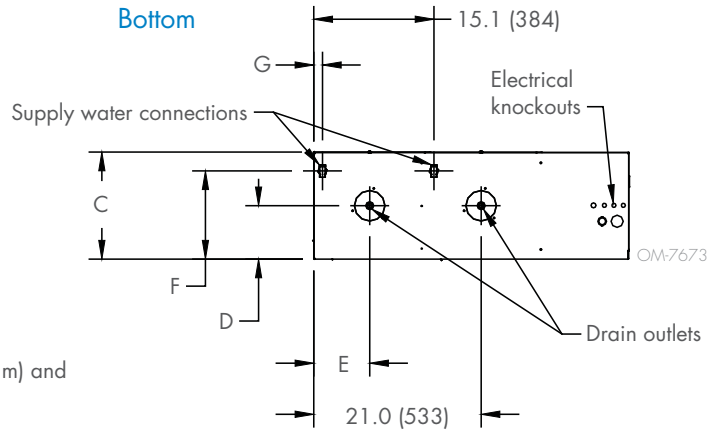 Bottom
15.1 (384)
G
Electrical
knockouts
Supply water connections
C
OM-7673
F
D
Drain outlets
E
m) and
21.0 (533)